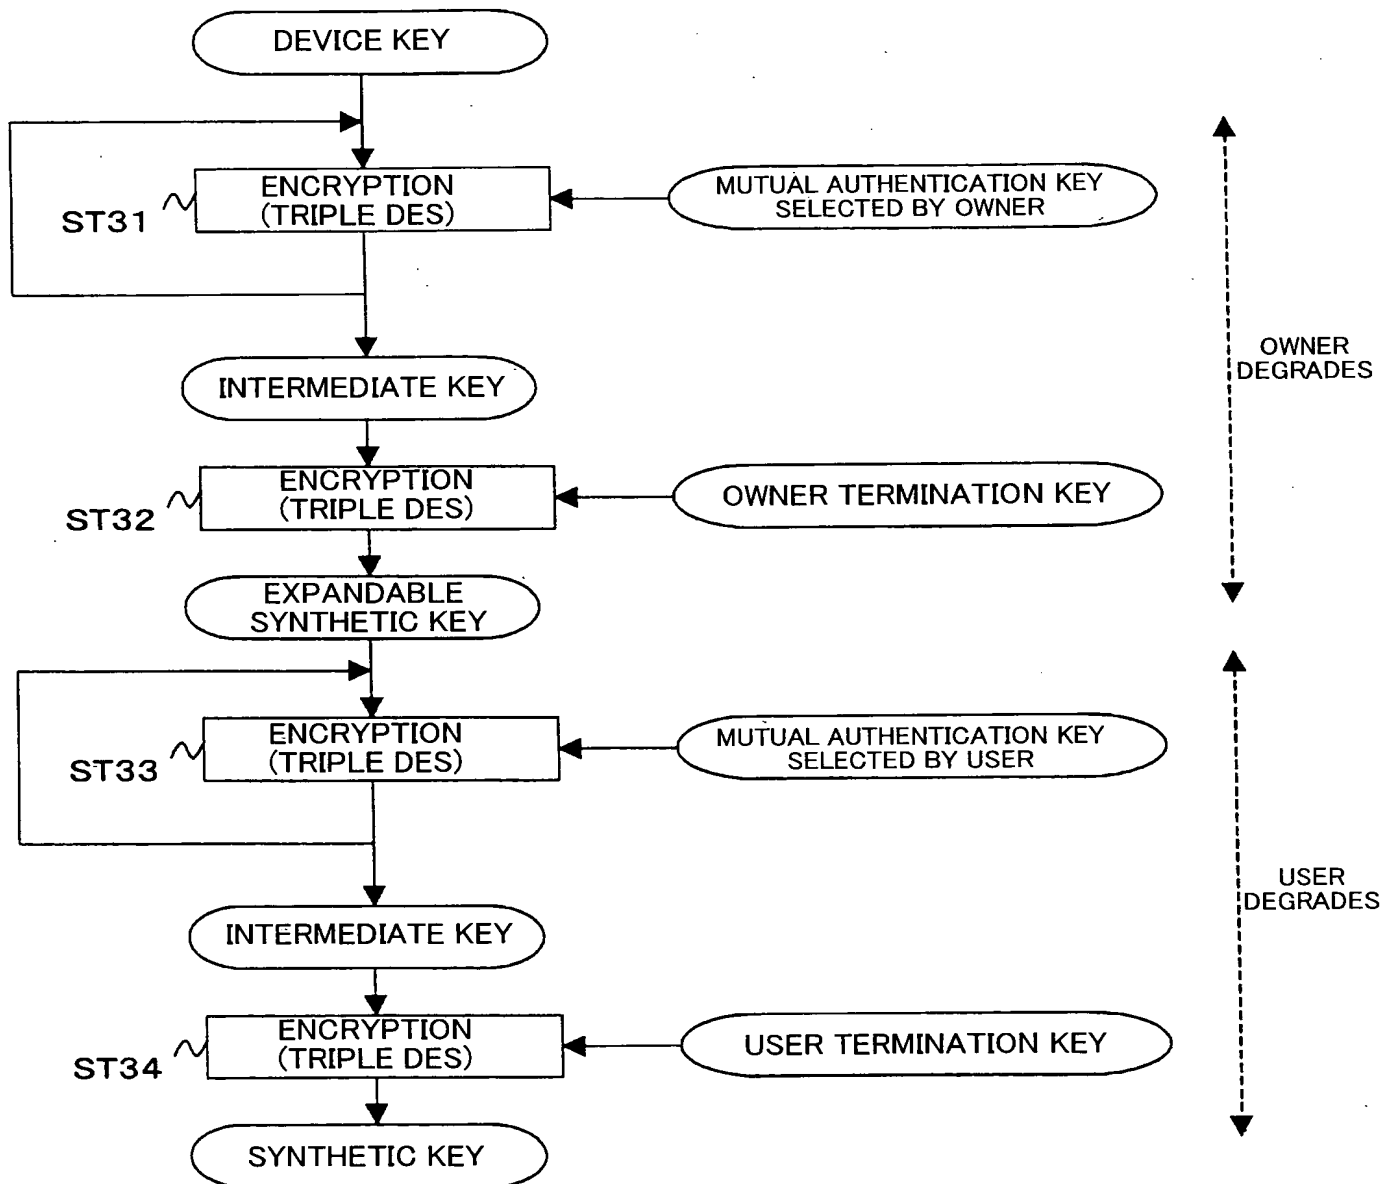 DEVICE KEY
ENCRYPTION
(TRIPLE DES)
ST31
MUTUAL AUTHENTICATION KEY
SELECTED BY OWNER
INTERMEDIATE KEY
OWNER
DEGRADES
ENCRYPTION
(TRIPLE DES)
ST32
OWNER TERMINATION KEY
EXPANDABLE
SYNTHETIC KEY
ENCRYPTION
(TRIPLE DES)
ST33
MUTUAL AUTHENTICATION KEY
SELECTED BY USER
USER
DEGRADES
INTERMEDIATE KEY
ENCRYPTION
(TRIPLE DES)
ST34
USER TERMINATION KEY
SYNTHETIC KEY